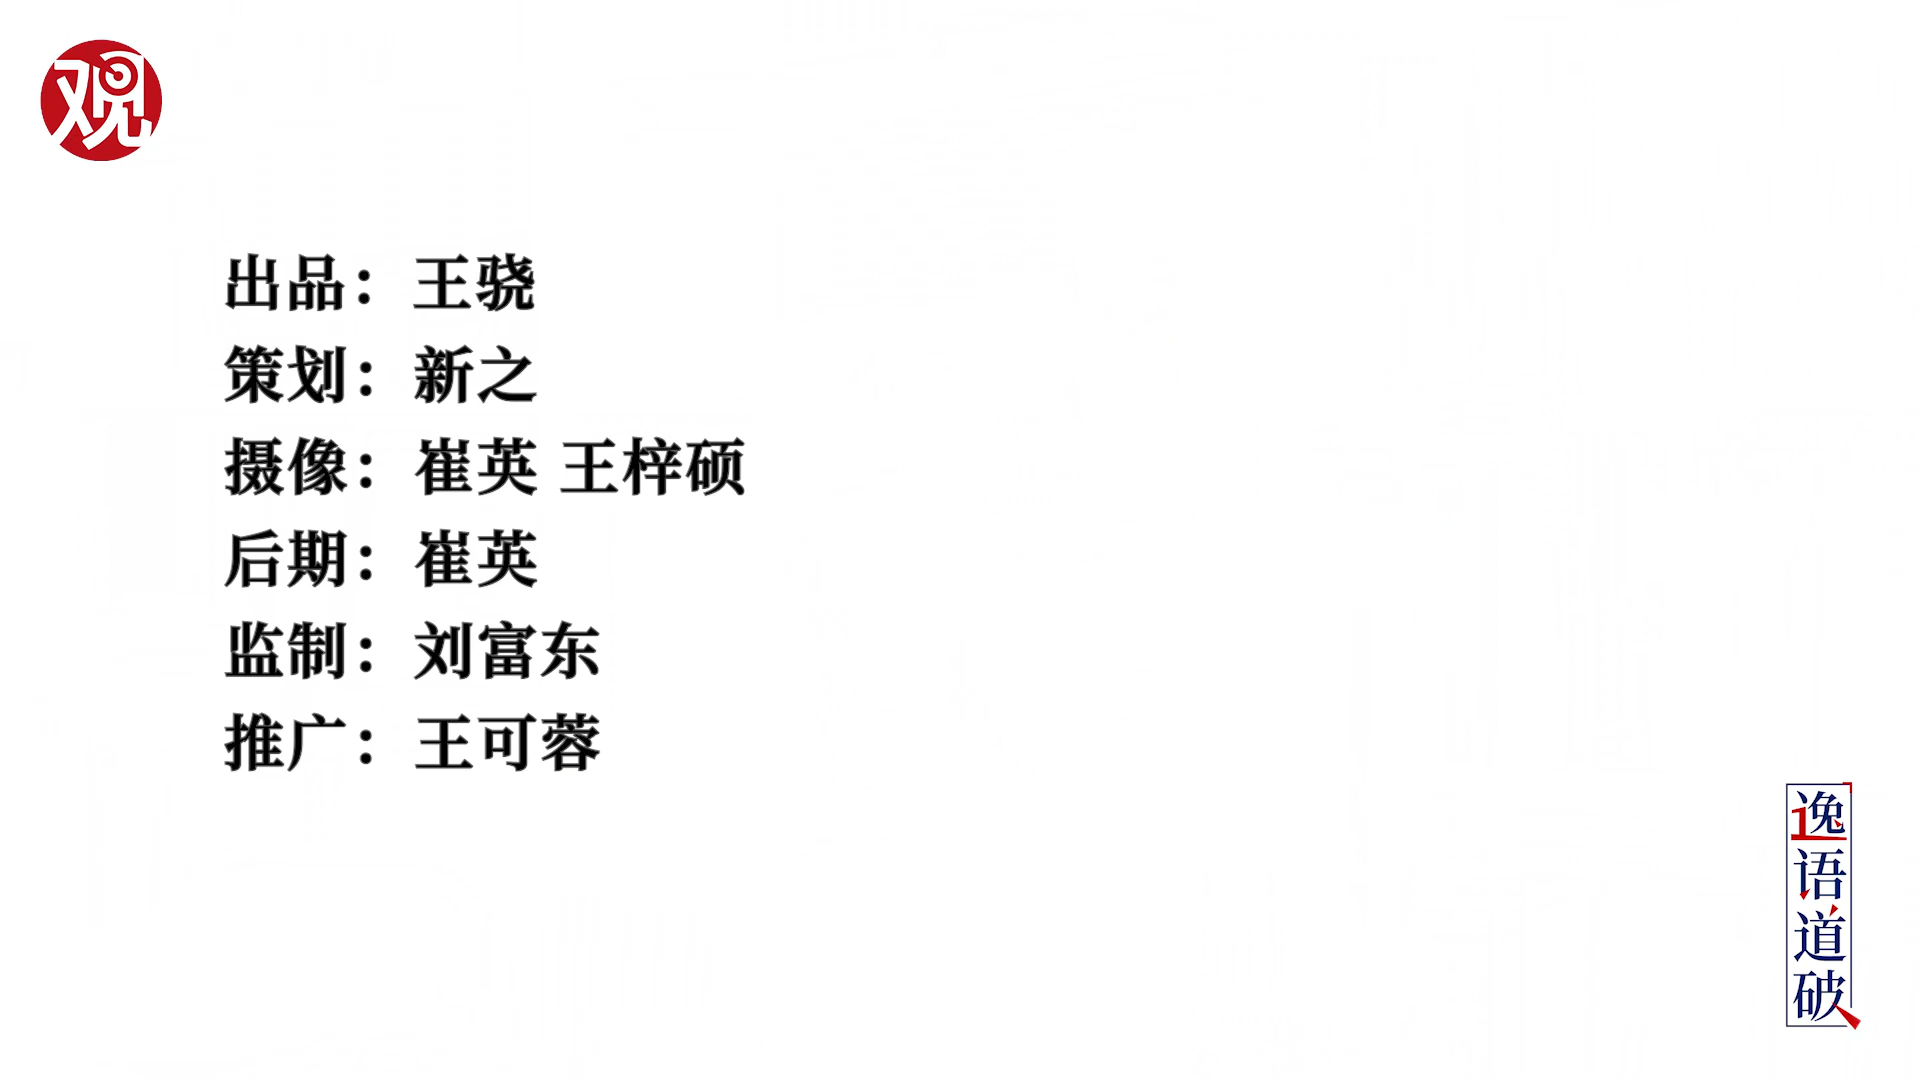 观
出品：王骁
策划：新之
摄像：崔英 王梓硕
后期：崔英
监制：刘富东
推广：王可蓉
逸语道破